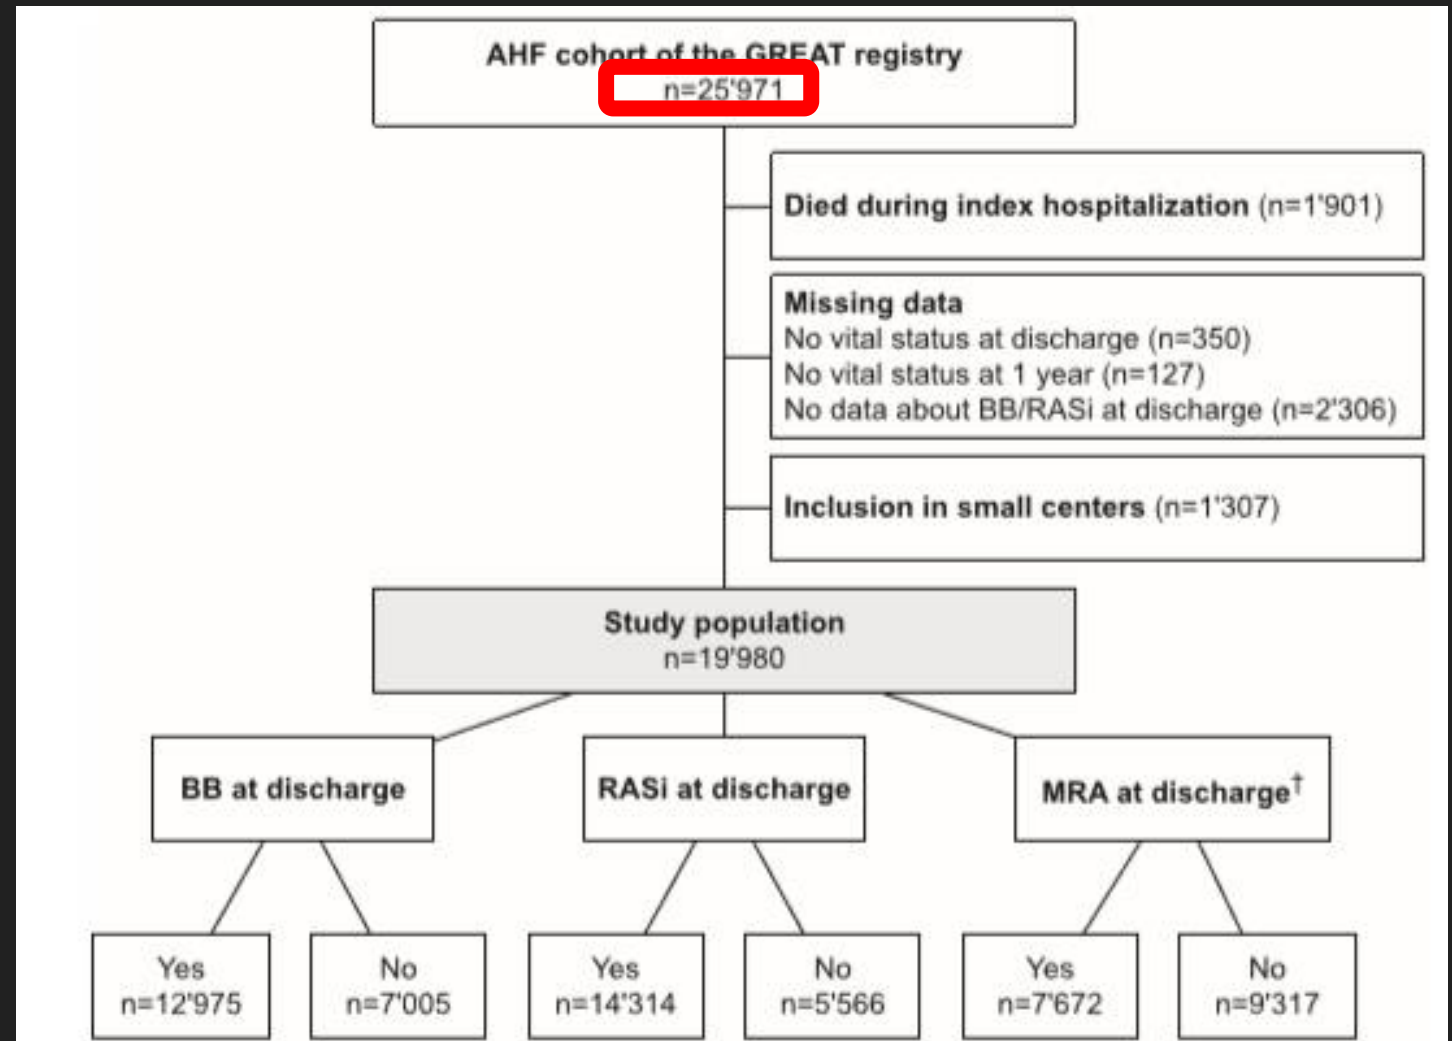 AHF cohort of the GREAT registry
n=25'971
Died during index hospitalization (n=1'901)
Missing data
No vital status at discharge (n=350)
No vital status at 1 year (n=127)
No data about BB/RASi at discharge (n=2'306)
Inclusion in small centers (n=1'307)
Study population
n=19'980
BB at discharge
RASi at discharge
MRA at discharge†
Yes
n=12'975
No
n=7'005
Yes
n=14'314
No
n=5'566
Yes
n=7'672
No
n=9'317